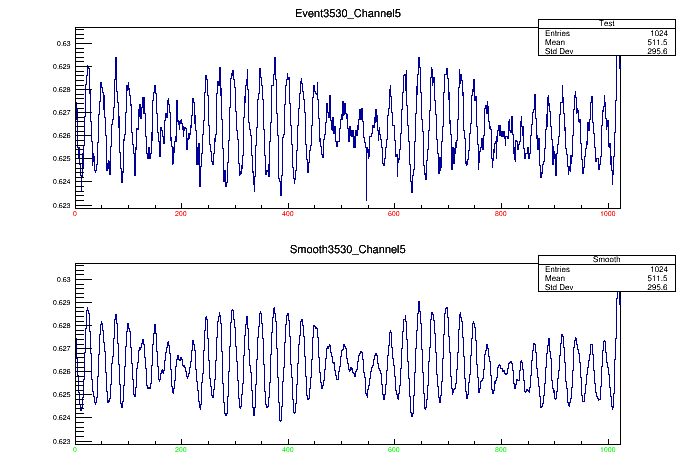 Event3530_Channel5
Test
Entries 1024
Mean 511.5
Std Dev 295.6
0.63
0.629
0.628
0.627
0.626
0.625
0.624
0.623
0 200 400 600 800 1000
Smooth3530_Channel5
Smooth
Entries 1024
Mean 511.5
Std Dev 295.6
0.63
0.629
0.628
0.627
0.626
0.625
0.624
0.623
0 200 400 600 800 1000